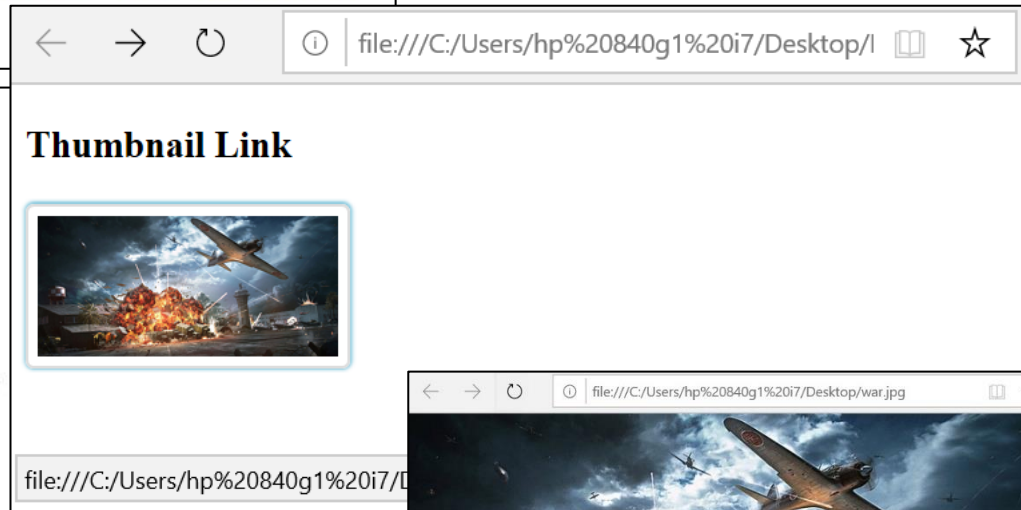 file:///C:/Users/hp%20840g1%20i7/Desktop/
Thumbnail Link
file:///C:/Users/hp%20840g1%20i7/Desktop/war.jpg
file:///C:/Users/hp%20840g1%20i7/